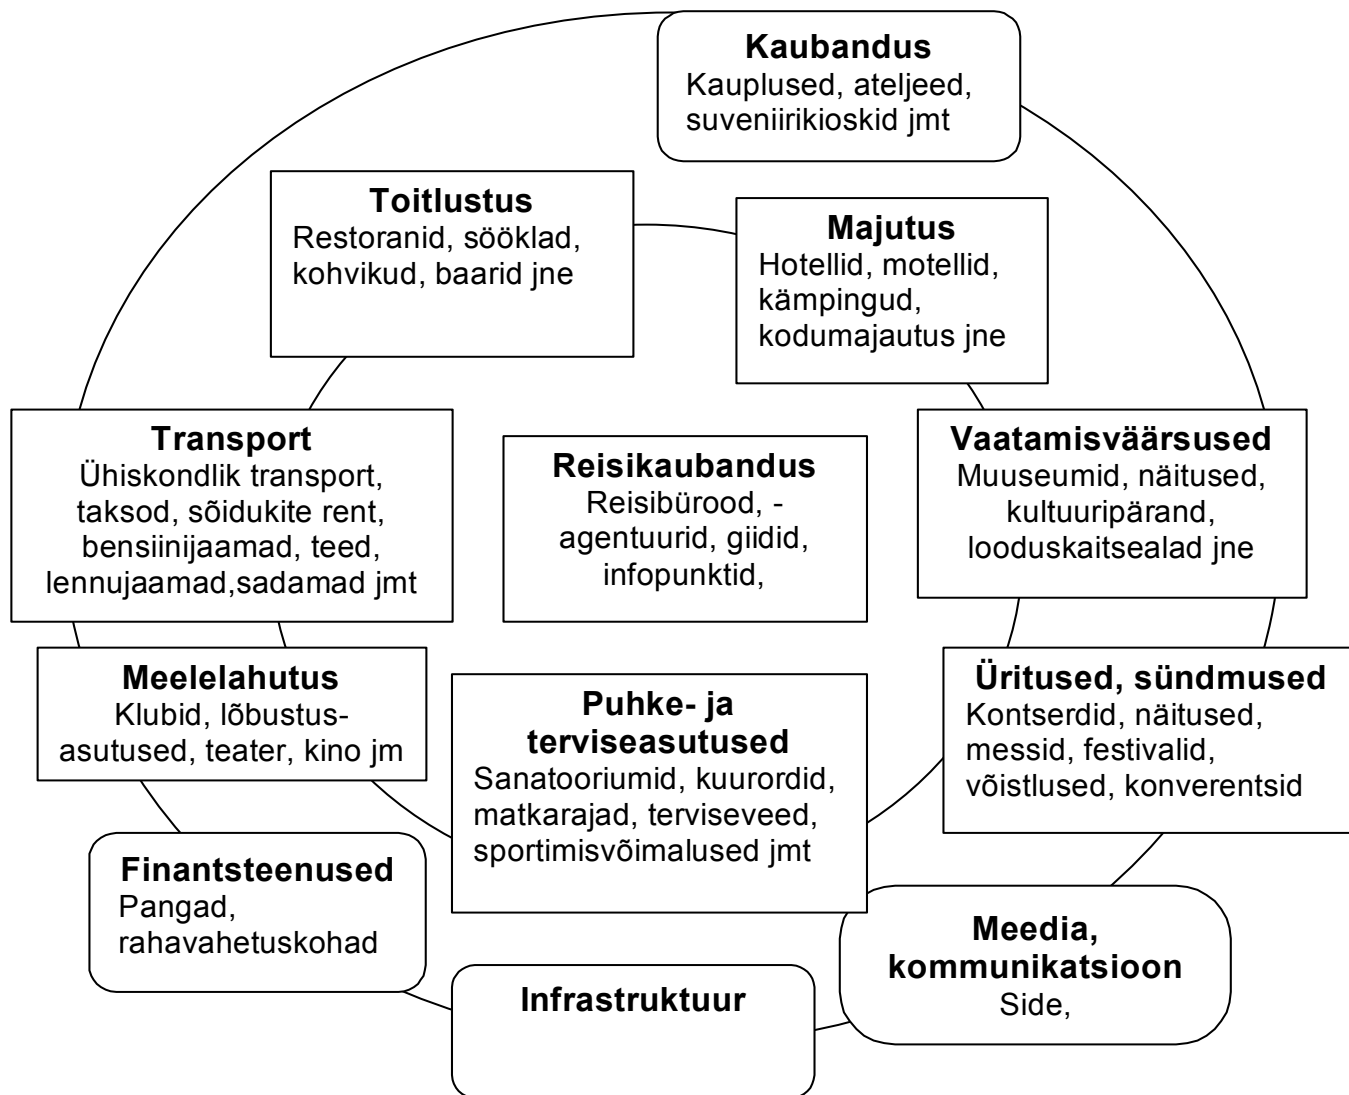 Kaubandus
Kauplused, ateljeed,
suveniirikioskid jmt
Toitlustus
Restoranid, sööklad,
kohvikud, baarid jne
Majutus
Hotellid, motellid,
kämpingud,
kodumajautus jne
Transport
Ühiskondlik transport,
taksod, sõidukite rent,
bensiinijaamad, teed,
lennujaamad,sadamad jmt
Reisikaubandus
Reisibürood, -
agentuurid, giidid,
infopunktid,
Vaatamisväärsused
Muuseumid, näitused,
kultuuripärand,
looduskaitsealad jne
Meelelahutus
Klubid, lõbustus-
asutused, teater, kino jm
Puhke- ja
terviseasutused
Sanatooriumid, kuurordid,
matkarajad, terviseveed,
sportimisvõimalused jmt
Üritused, sündmused
Kontserdid, näitused,
messid, festivalid,
võistlused, konverentsid
Finantsteenused
Pangad,
rahavahetuskohad
Infrastruktuur
Meedia,
kommunikatsioon
Side,